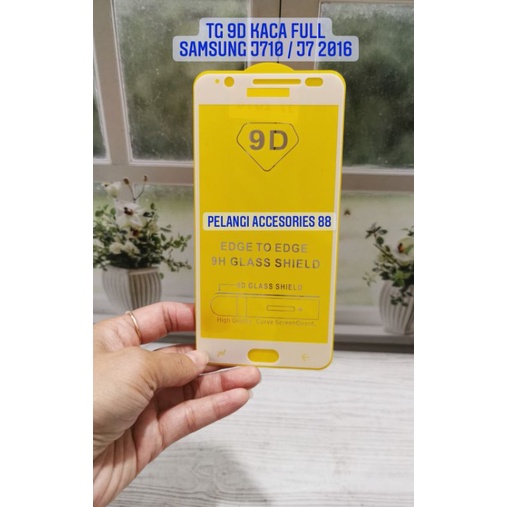 TG 9D KACA FULL
SAMSUNG J710 / J7 2016
9D
PELANGI ACCESORIES 88
EDGE TO EDGE
9H GLASS SHIELD
9D GLASS SHIELD